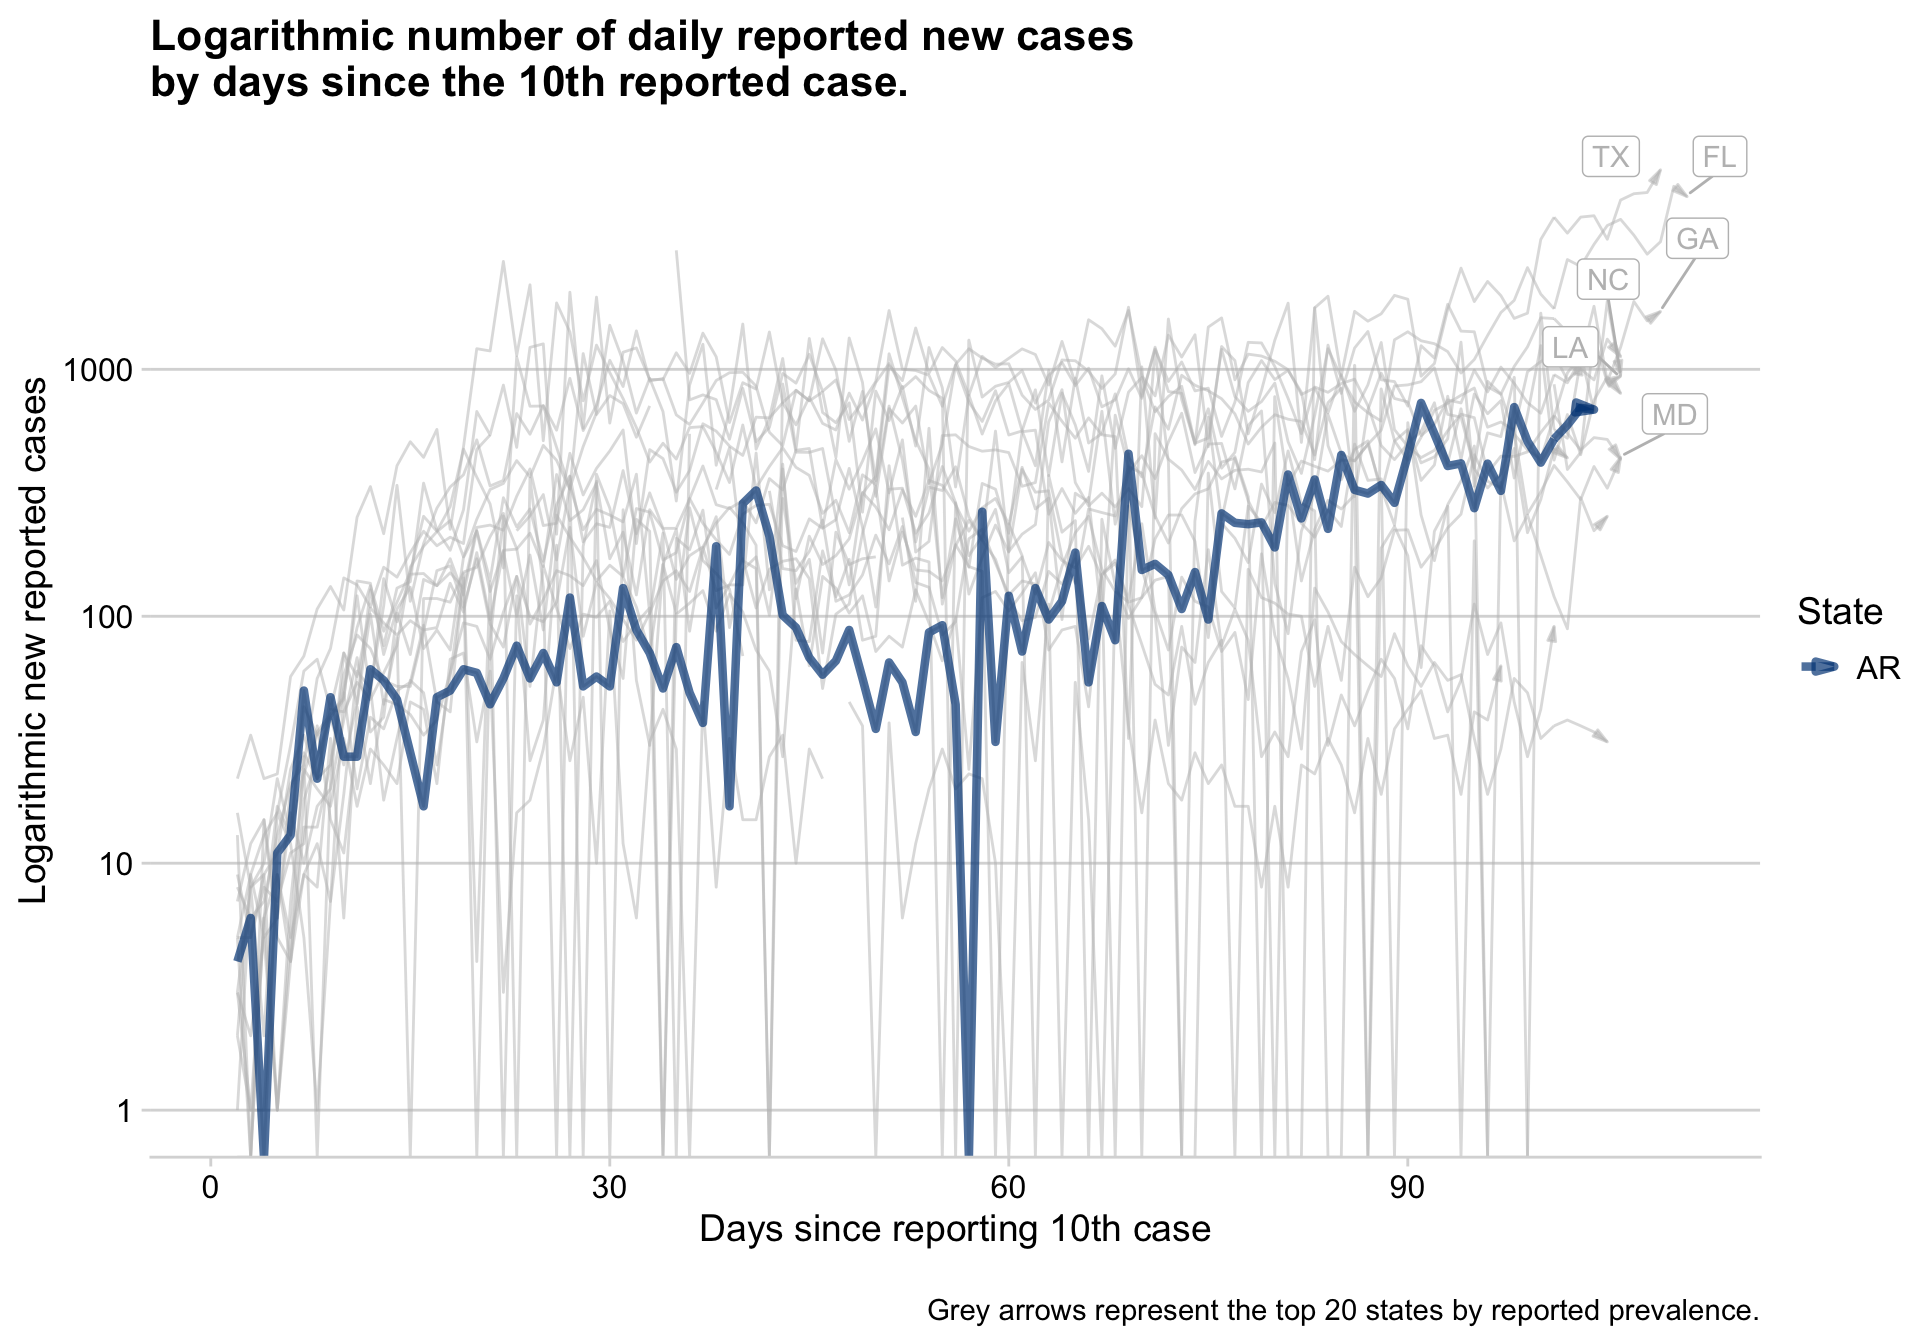 Logarithmic number of daily reported new cases
by days since the 10th reported case.
TX
FL
GA
NC
LA
MD
Logarithmic new reported cases
1000
100
10
1
0
30
60
90
Days since reporting 10th case
State
AR
Grey arrows represent the top 20 states by reported prevalence.